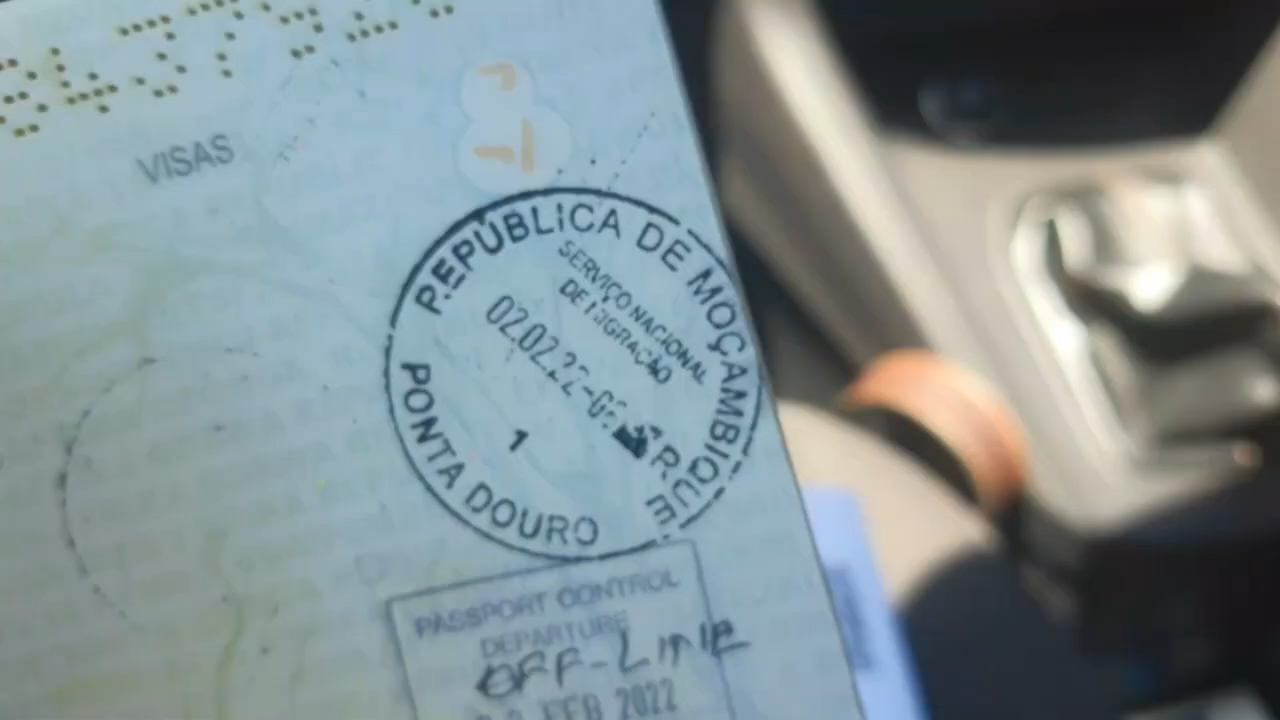 VISAS
REPÚBLICA DE MOÇAMBIQUE
SERVIÇO NACIONAL
DE MIGRAÇÃO
02.02.22
1
PONTA DOURO
PASSPORT CONTROL
DEPARTURE
OFF-LINE
FEB 2022